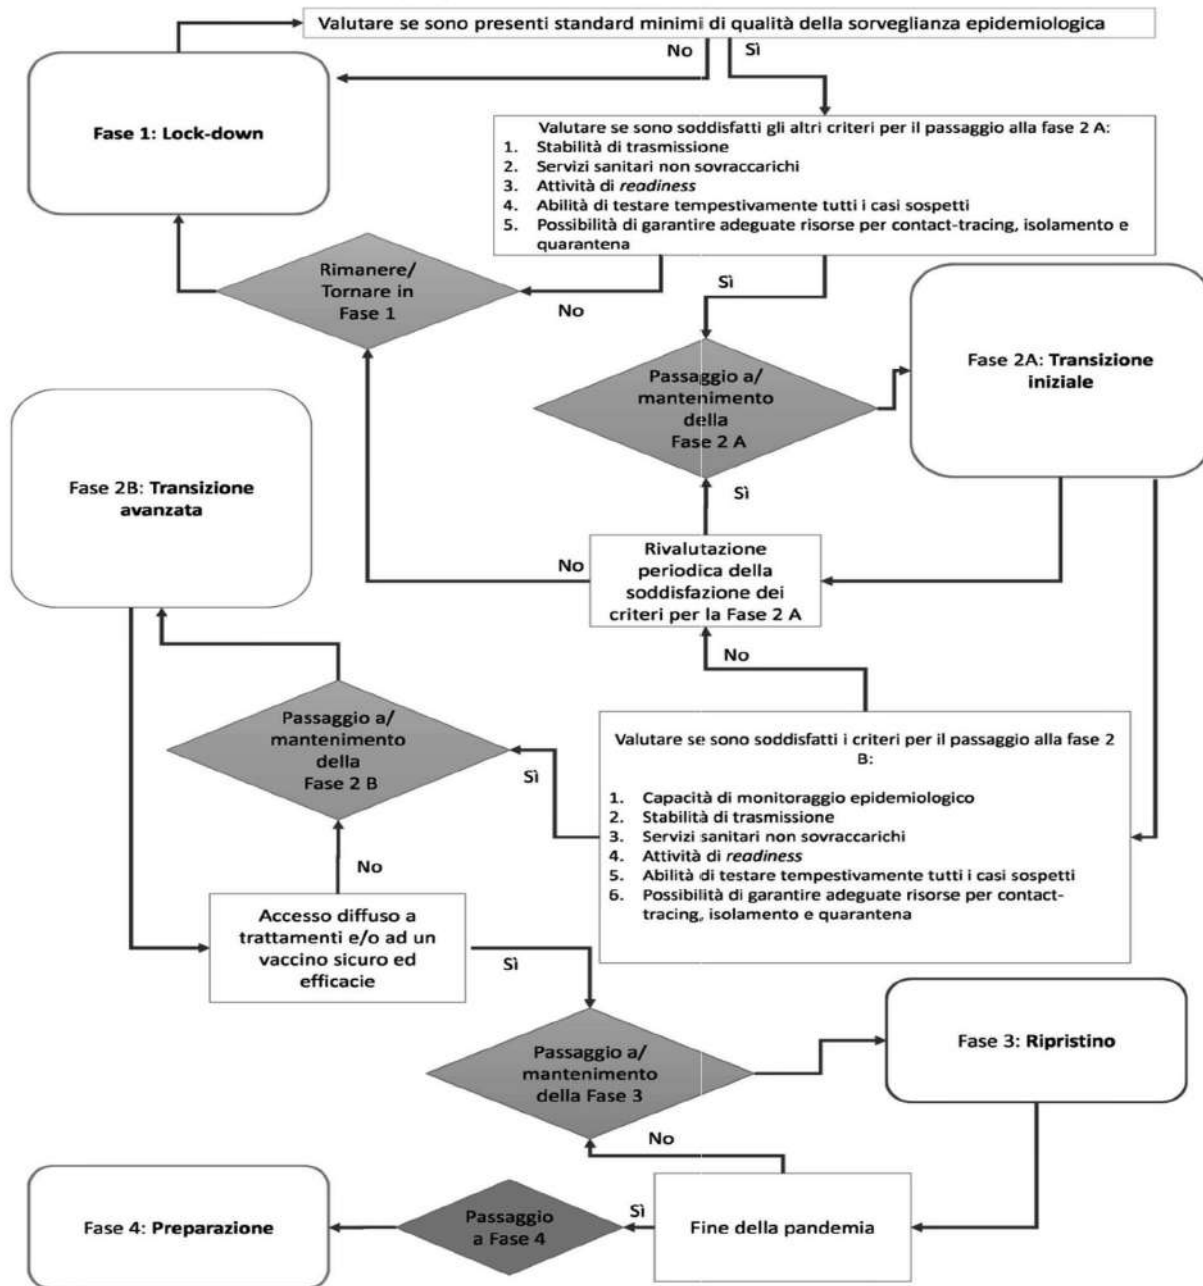 Valutare se sono presenti standard minimi di qualità della sorveglianza epidemiologica
No
Sì
Fase 1: Lock-down
Valutare se sono soddisfatti gli altri criteri per il passaggio alla fase 2 A:
1. Stabilità di trasmissione
2. Servizi sanitari non sovraccarichi
3. Attività di readiness
4. Abilità di testare tempestivamente tutti i casi sospetti
5. Possibilità di garantire adeguate risorse per contact-tracing, isolamento e
quarantena
Rimanere/
Tornare in
Fase 1
No
Sì
Passaggio a/
mantenimento
della
Fase 2 A
Fase 2A: Transizione
iniziale
Fase 2B: Transizione
avanzata
Sì
No
Rivalutazione
periodica della
soddisfazione dei
criteri per la Fase 2 A
No
Passaggio a/
mantenimento
della
Fase 2 B
Sì
Valutare se sono soddisfatti i criteri per il passaggio alla fase 2
B:
1. Capacità di monitoraggio epidemiologico
2. Stabilità di trasmissione
3. Servizi sanitari non sovraccarichi
4. Attività di readiness
5. Abilità di testare tempestivamente tutti i casi sospetti
6. Possibilità di garantire adeguate risorse per contact-
tracing, isolamento e quarantena
No
Accesso diffuso a
trattamenti e/o ad un
vaccino sicuro ed
efficacie
Sì
Passaggio a/
mantenimento
della Fase 3
Fase 3: Ripristino
No
Fase 4: Preparazione
Passaggio
a Fase 4
Sì
Fine della pandemia